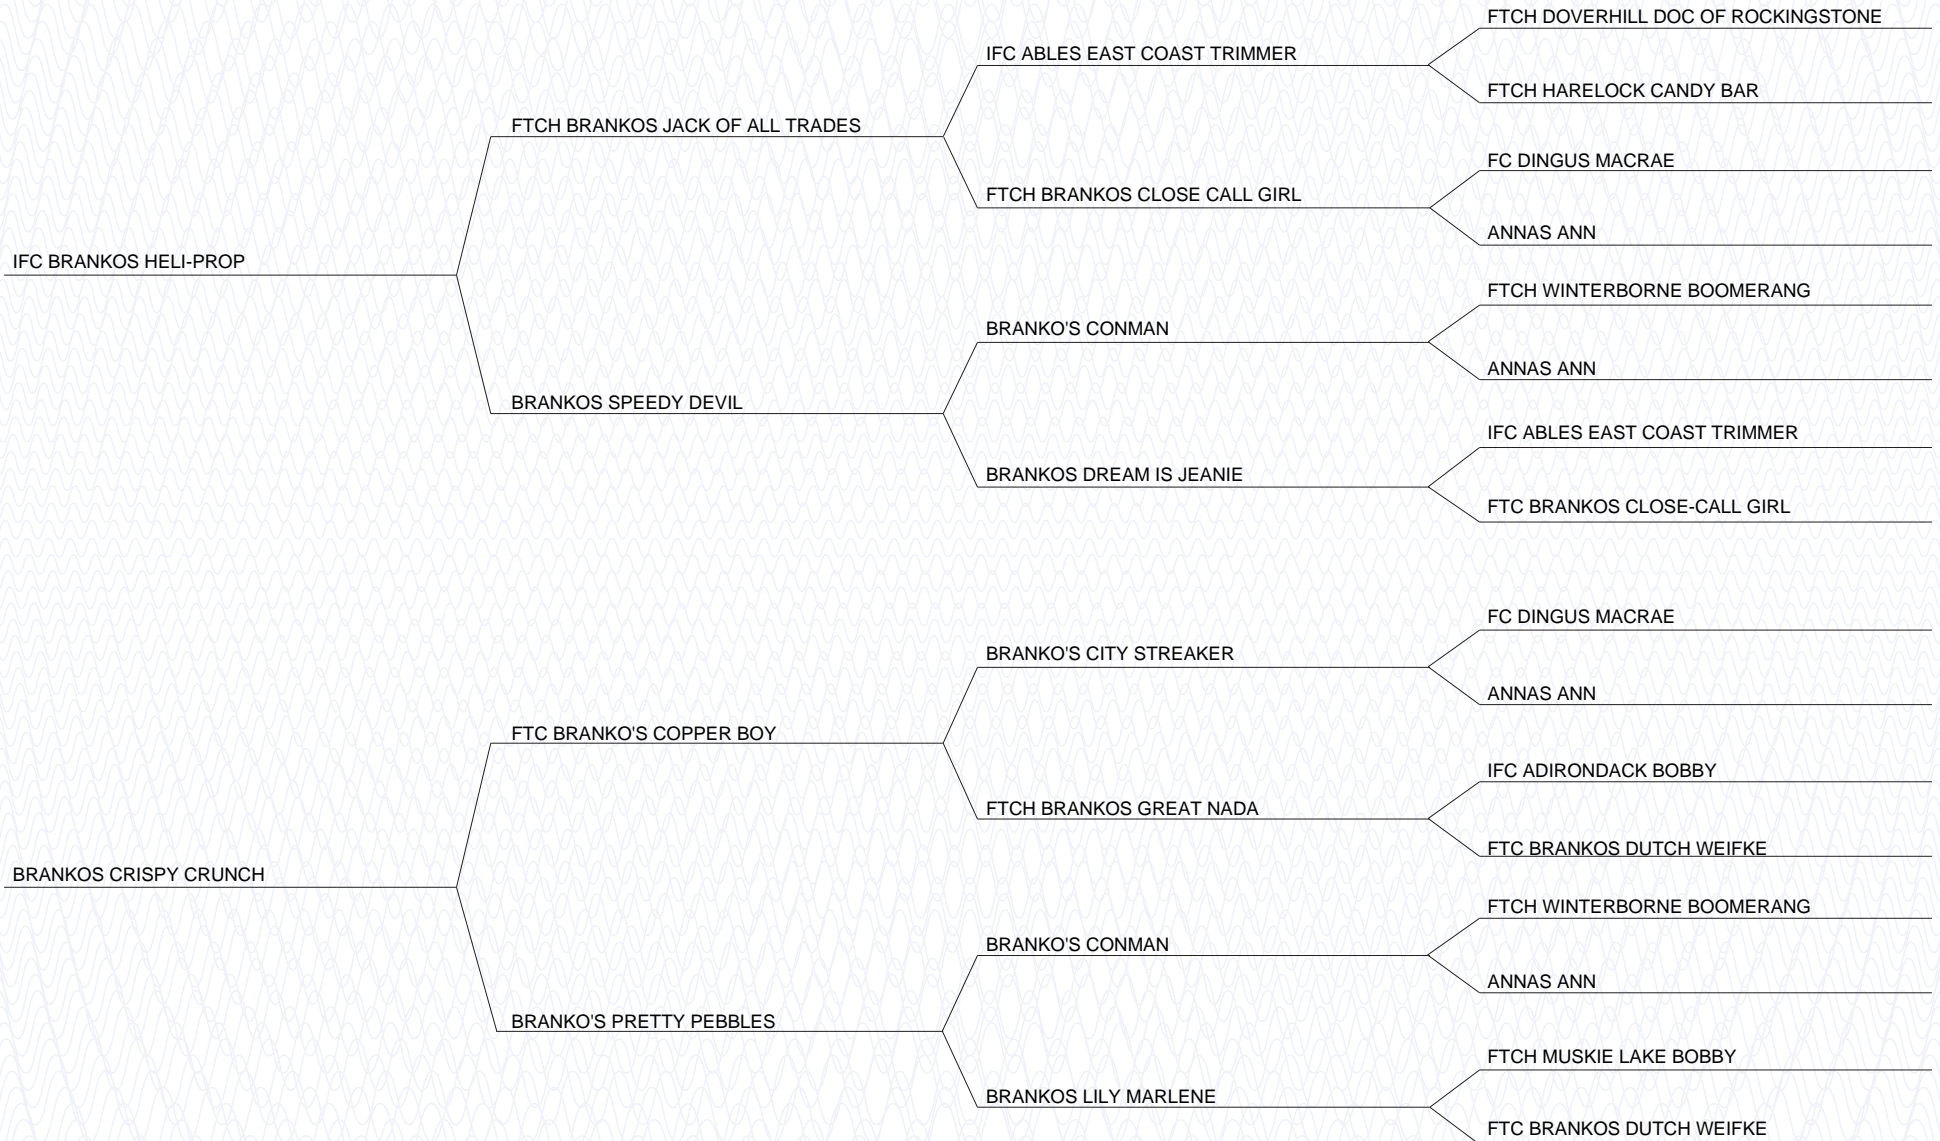 FTCH DOVERHILL DOC OF ROCKINGSTONE
IFC ABLES EAST COAST TRIMMER
FTCH HARELOCK CANDY BAR
FTCH BRANKOS JACK OF ALL TRADES
FC DINGUS MACRAE
FTCH BRANKOS CLOSE CALL GIRL
ANNAS ANN
IFC BRANKOS HELI-PROP
FTCH WINTERBORNE BOOMERANG
BRANKO'S CONMAN
ANNAS ANN
BRANKOS SPEEDY DEVIL
IFC ABLES EAST COAST TRIMMER
BRANKOS DREAM IS JEANIE
FTC BRANKOS CLOSE-CALL GIRL
FC DINGUS MACRAE
BRANKO'S CITY STREAKER
ANNAS ANN
FTC BRANKO'S COPPER BOY
IFC ADIRONDACK BOBBY
FTCH BRANKOS GREAT NADA
FTC BRANKOS DUTCH WEIFKE
BRANKOS CRISPY CRUNCH
FTCH WINTERBORNE BOOMERANG
BRANKO'S CONMAN
ANNAS ANN
BRANKO'S PRETTY PEBBLES
FTCH MUSKIE LAKE BOBBY
BRANKOS LILY MARLENE
FTC BRANKOS DUTCH WEIFKE